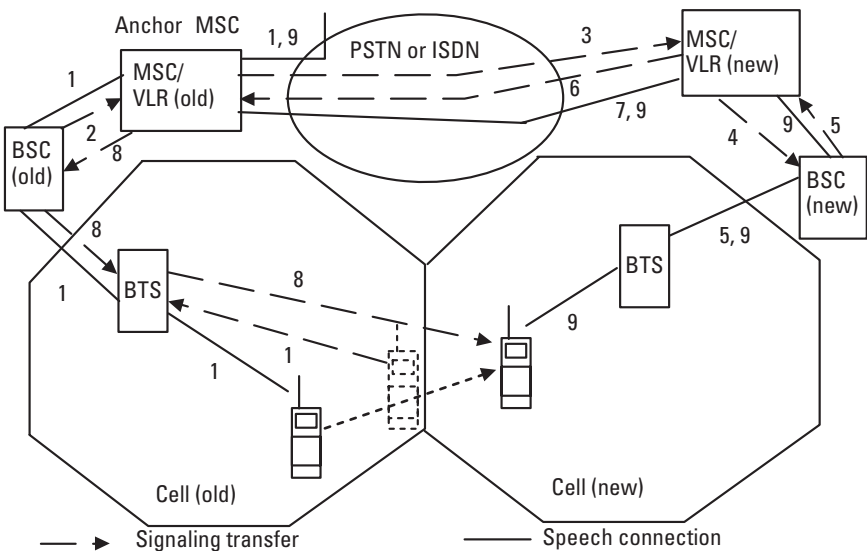 Anchor MSC
1, 9
PSTN or ISDN
3
MSC/
VLR (new)
1
MSC/
VLR (old)
6
7, 9
2
8
4
9
5
BSC
(old)
BSC
(new)
8
5, 9
BTS
8
BTS
1
9
1
1
Cell (old)
Cell (new)
Signaling transfer
Speech connection